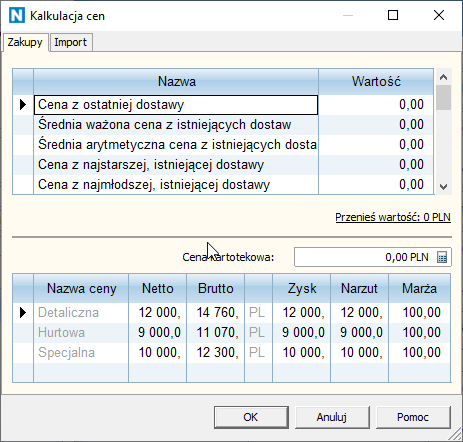 N Kalkulacja cen
Zakupy Import
Nazwa Wartość
Cena z ostatniej dostawy 0,00
Średnia ważona cena z istniejących dostaw 0,00
Średnia arytmetyczna cena z istniejących dosta 0,00
Cena z najstarszej, istniejącej dostawy 0,00
Cena z najmłodszej, istniejącej dostawy 0,00
Przenieś wartość: 0 PLN
Cena kartotekowa: 0,00 PLN
Nazwa ceny Netto Brutto Zysk Narzut Marża
Detaliczna 12 000, 14 760, PL 12 000, 12 000, 100,00
Hurtowa 9 000,0 11 070, PL 9 000,0 9 000,0 100,00
Specjalna 10 000, 12 300, PL 10 000, 10 000, 100,00
OK Anuluj Pomoc